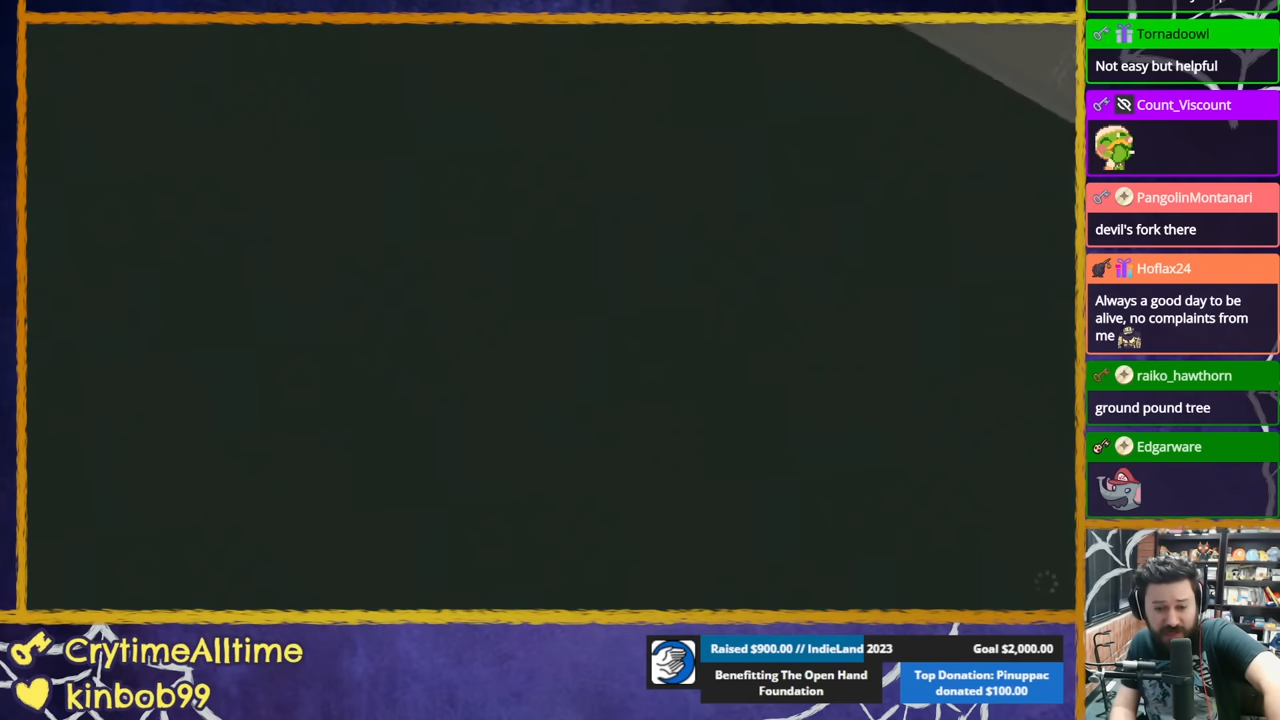 Tornadoowl
Not easy but helpful
Count_Viscount
PangolinMontanari
devil's fork there
Hoflax24
Always a good day to be
alive, no complaints from
me
raiko_hawthorn
ground pound tree
Edgarware
CrytimeAlltime
kinbob99
Raised $900.00 // IndieLand 2023
Goal $2,000.00
Benefitting The Open Hand
Foundation
Top Donation: Pinuppac
donated $100.00